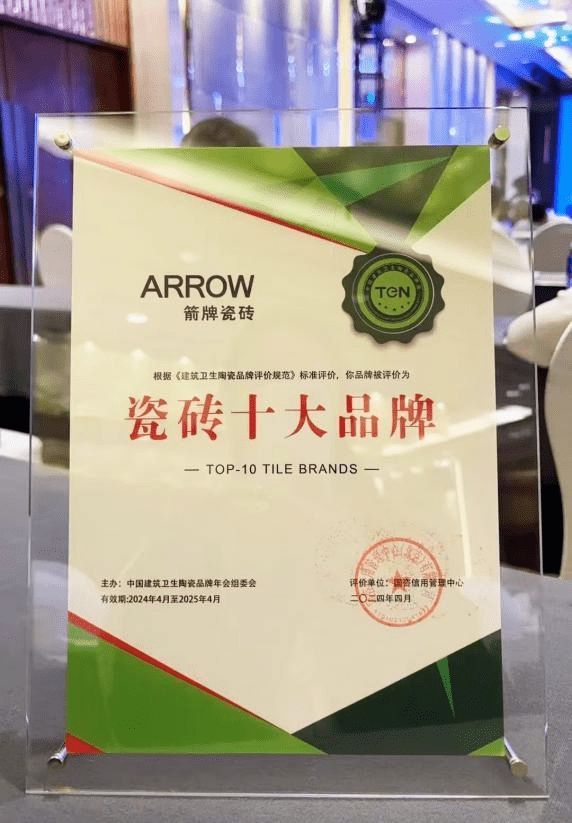 ARROW
箭牌瓷砖
TEN
根据《建筑卫生陶瓷品牌评价规范》标准评价，你品牌被评价为
瓷砖十大品牌
— TOP-10 TILE BRANDS —
主办：中国建筑卫生陶瓷品牌年会组委会
有效期:2024年4月至2025年4月
评价单位：国咨信用管理中心
二〇二四年四月